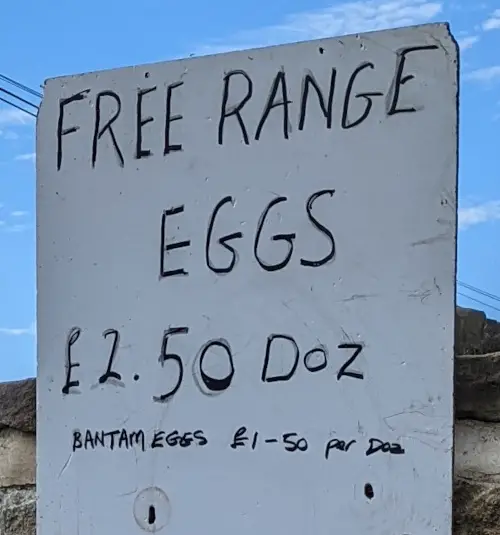 FREE RANGE
EGGS
£2.50 Doz
BANTAM EGGS £1-50 per Doz